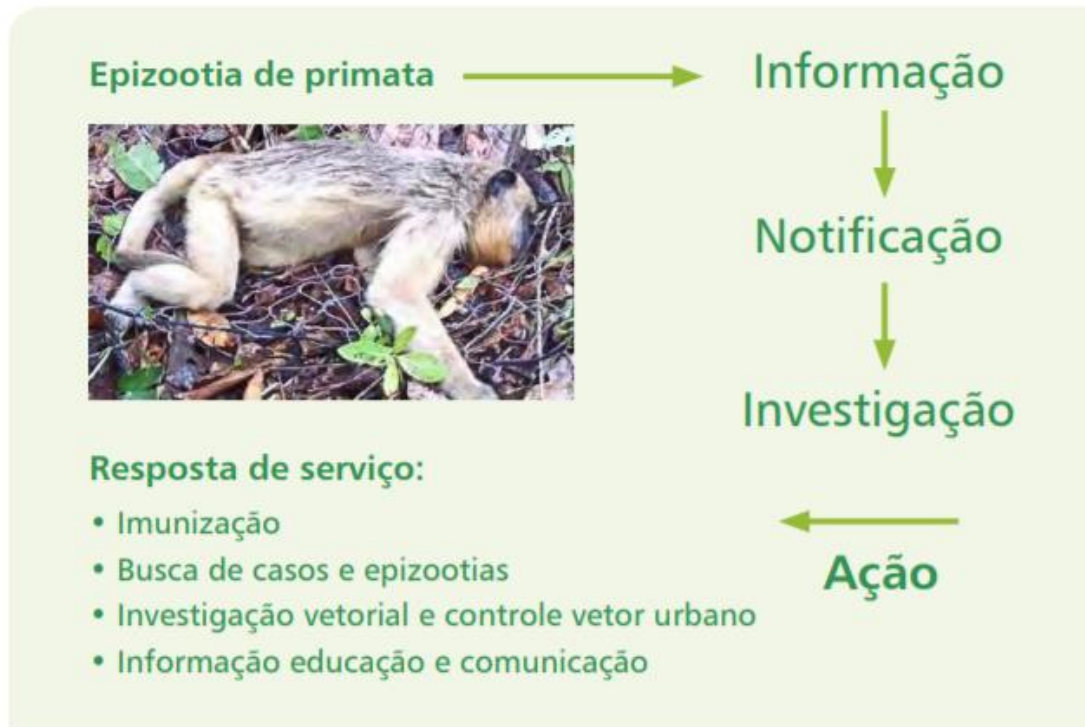 Epizootia de primata
Informação
Notificação
Investigação
Ação
Resposta de serviço:
• Imunização
• Busca de casos e epizootias
• Investigação vetorial e controle vetor urbano
• Informação educação e comunicação